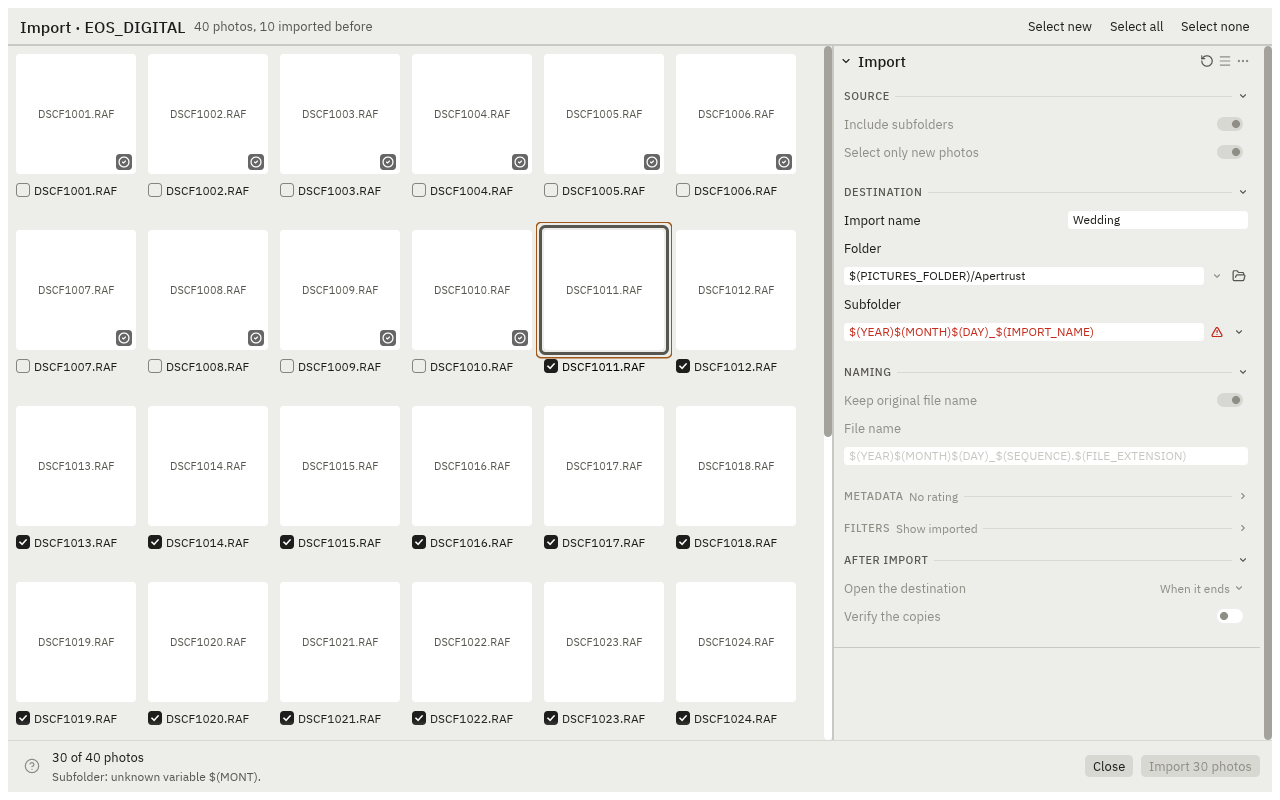 Import · EOS_DIGITAL 40 photos, 10 imported before Select new Select all Select none
DSCF1001.RAF DSCF1002.RAF DSCF1003.RAF DSCF1004.RAF DSCF1005.RAF DSCF1006.RAF
DSCF1001.RAF DSCF1002.RAF DSCF1003.RAF DSCF1004.RAF DSCF1005.RAF DSCF1006.RAF
DSCF1007.RAF DSCF1008.RAF DSCF1009.RAF DSCF1010.RAF DSCF1011.RAF DSCF1012.RAF
DSCF1007.RAF DSCF1008.RAF DSCF1009.RAF DSCF1010.RAF DSCF1011.RAF DSCF1012.RAF
DSCF1013.RAF DSCF1014.RAF DSCF1015.RAF DSCF1016.RAF DSCF1017.RAF DSCF1018.RAF
DSCF1013.RAF DSCF1014.RAF DSCF1015.RAF DSCF1016.RAF DSCF1017.RAF DSCF1018.RAF
DSCF1019.RAF DSCF1020.RAF DSCF1021.RAF DSCF1022.RAF DSCF1023.RAF DSCF1024.RAF
DSCF1019.RAF DSCF1020.RAF DSCF1021.RAF DSCF1022.RAF DSCF1023.RAF DSCF1024.RAF
Import
SOURCE
Include subfolders
Select only new photos
DESTINATION
Import name Wedding
Folder
$(PICTURES_FOLDER)/Apertrust
Subfolder
$(YEAR)$(MONTH)$(DAY)_$(IMPORT_NAME)
NAMING
Keep original file name
File name
$(YEAR)$(MONTH)$(DAY)_$(SEQUENCE).$(FILE_EXTENSION)
METADATA No rating
FILTERS Show imported
AFTER IMPORT
Open the destination When it ends
Verify the copies
30 of 40 photos
Subfolder: unknown variable $(MONT).
Close Import 30 photos